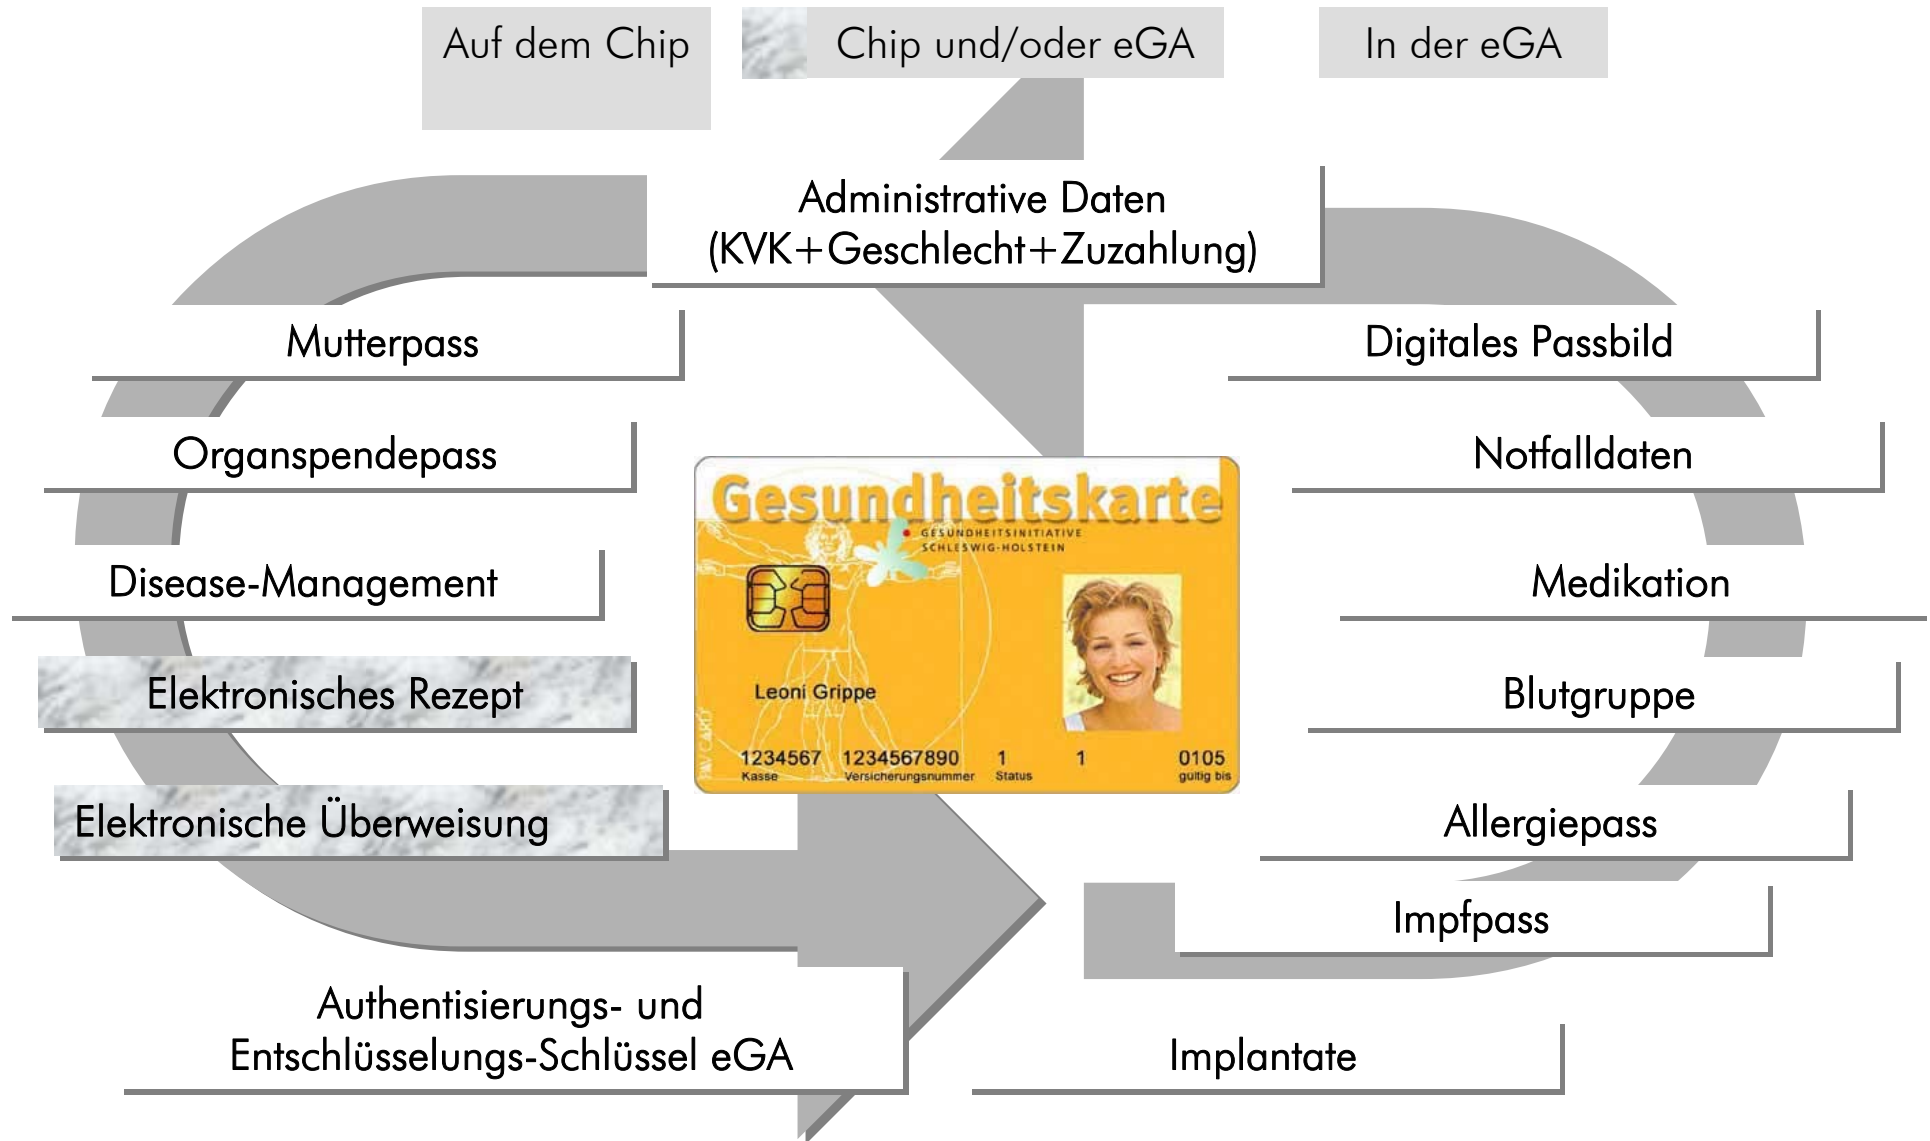 Auf dem Chip
Chip und/oder eGA
In der eGA
Administrative Daten
(KVK+Geschlecht+Zuzahlung)
Mutterpass
Digitales Passbild
Organspendepass
Notfalldaten
Disease-Management
Medikation
Elektronisches Rezept
Blutgruppe
Elektronische Überweisung
Allergiepass
Impfpass
Authentisierungs- und
Entschlüsselungs-Schlüssel eGA
Implantate
Gesundheitskarte
GESUNDHEITSINITIATIVE
SCHLESWIG-HOLSTEIN
Leoni Grippe
PAV CARD
1234567 1234567890 1 1 0105
Kasse Versicherungsnummer Status gültig bis